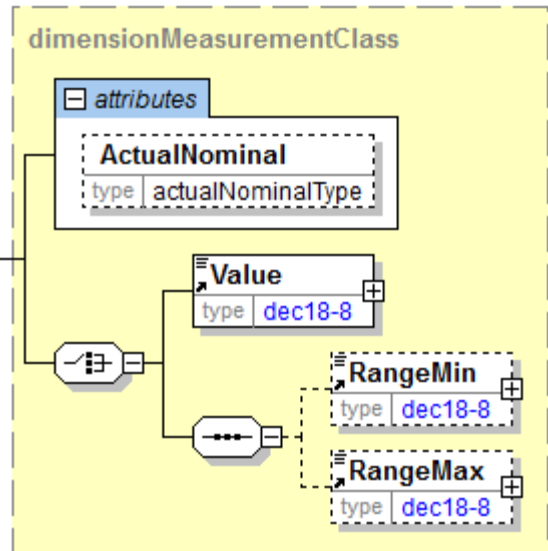 dimensionMeasurementClass
attributes
ActualNominal
type actualNominalType
Value
type dec18-8
RangeMin
type dec18-8
RangeMax
type dec18-8